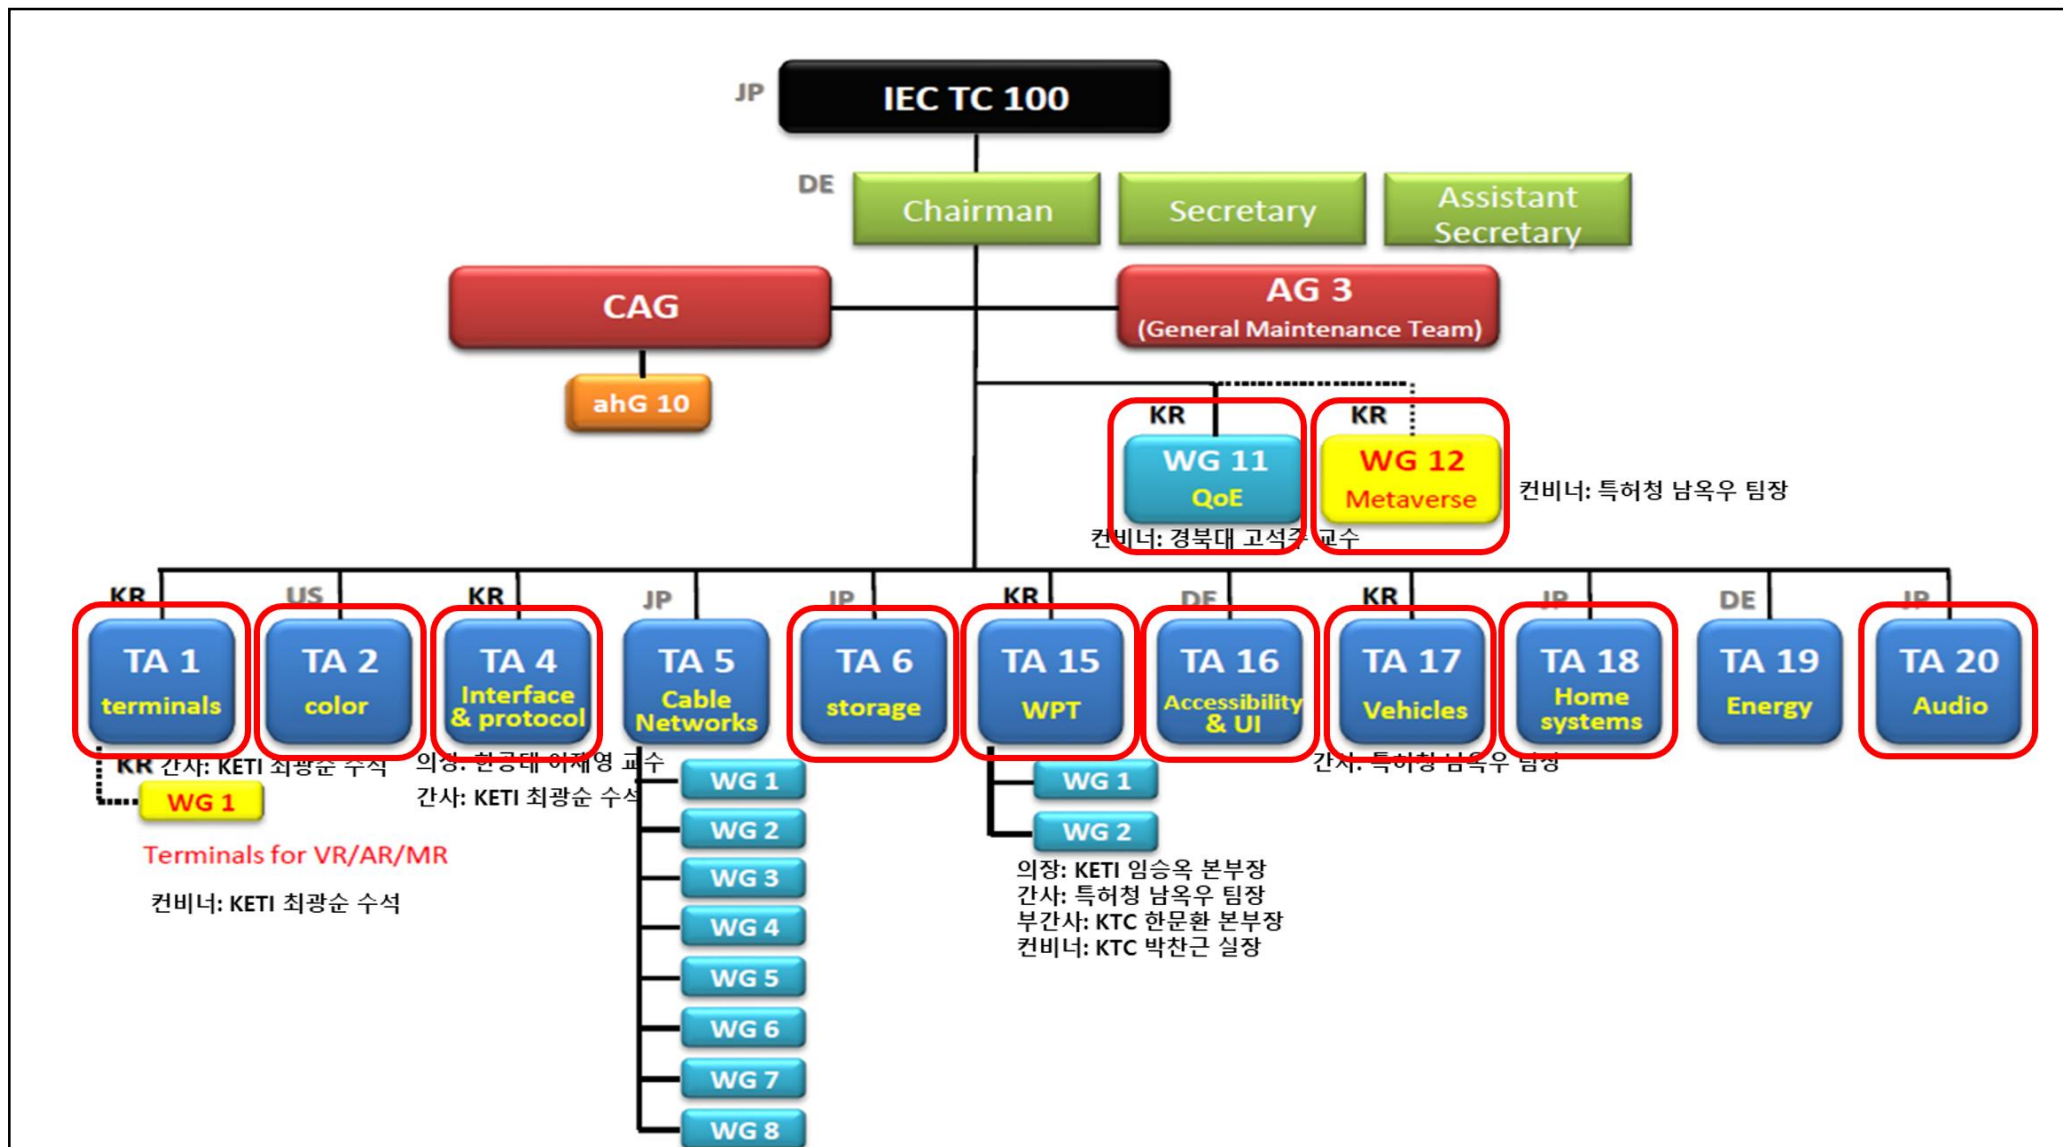 JP
IEC TC 100
DE
Chairman
Secretary
Assistant
Secretary
CAG
AG 3
(General Maintenance Team)
ahG 10
KR
WG 11
QoE
KR
WG 12
Metaverse
컨비너: 특허청 남옥우 팀장
컨비너: 경북대 고석주 교수
KR
TA 1
terminals
US
TA 2
color
KR
TA 4
Interface
& protocol
JP
TA 5
Cable
Networks
JP
TA 6
storage
KR
TA 15
WPT
DE
TA 16
Accessibility
& UI
KR
TA 17
Vehicles
JP
TA 18
Home
systems
DE
TA 19
Energy
JP
TA 20
Audio
KR 간사: KETI 최광순 수석
WG 1
Terminals for VR/AR/MR
컨비너: KETI 최광순 수석
의장: 한공대 이재영 교수
간사: KETI 최광순 수석
WG 1
WG 2
WG 3
WG 4
WG 5
WG 6
WG 7
WG 8
WG 1
WG 2
의장: KETI 임승옥 본부장
간사: 특허청 남옥우 팀장
부간사: KTC 한문환 본부장
컨비너: KTC 박찬근 실장
간사: 특허청 남옥우 팀장